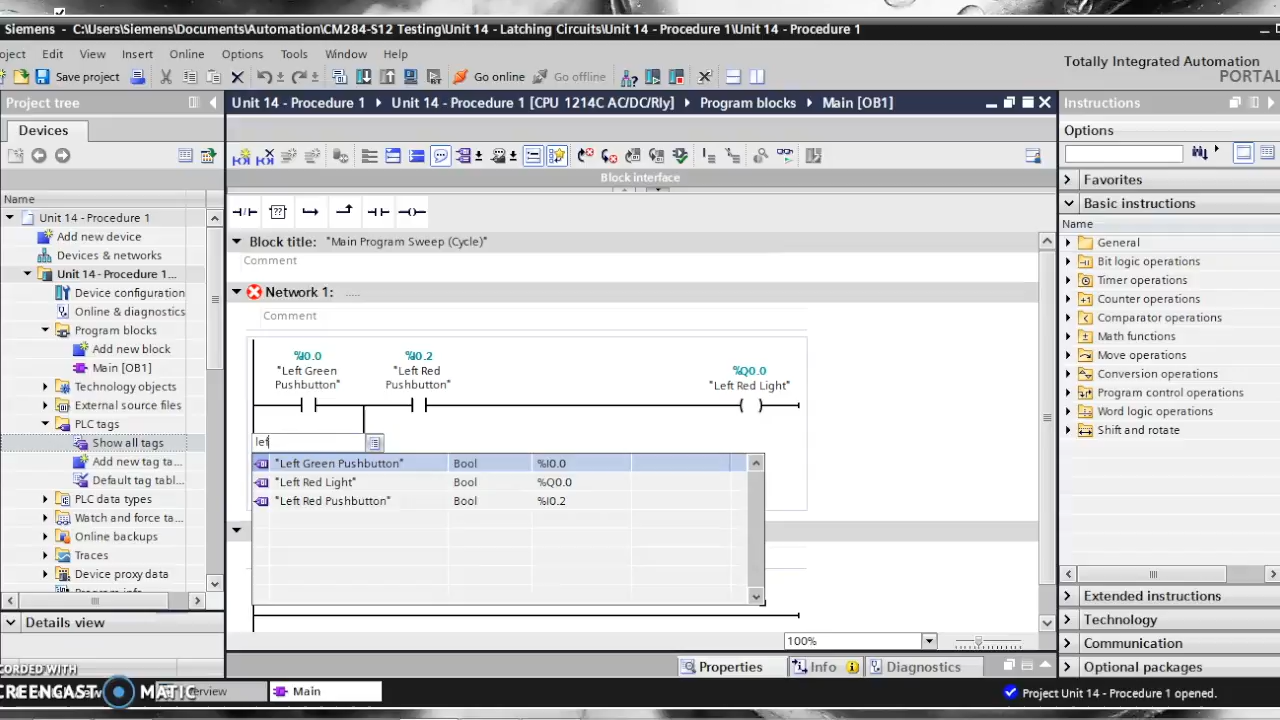 Siemens - C:\Users\Siemens\Documents\Automation\CM284-S12 Testing\Unit 14 - Latching Circuits\Unit 14 - Procedure 1\Unit 14 - Procedure 1
oject Edit View Insert Online Options Tools Window Help
Totally Integrated Automation
PORTAL
Save project Go online Go offline
Project tree
Unit 14 - Procedure 1 Unit 14 - Procedure 1 [CPU 1214C AC/DC/Rly] Program blocks Main [OB1]
Instructions
Devices
Options
Block interface
Favorites
Basic instructions
Name
Name
Unit 14 - Procedure 1
Add new device
Devices & networks
Unit 14 - Procedure 1...
Device configuration
Online & diagnostics
Program blocks
Add new block
Main [OB1]
Technology objects
External source files
PLC tags
Show all tags
Add new tag ta...
Default tag tabl...
PLC data types
Watch and force ta...
Online backups
Traces
Device proxy data
Details view
??
Block title: "Main Program Sweep (Cycle)"
Comment
Network 1: .....
Comment
%I0.0
"Left Green
Pushbutton"
%I0.2
"Left Red
Pushbutton"
%Q0.0
"Left Red Light"
lef
"Left Green Pushbutton" Bool %I0.0
"Left Red Light" Bool %Q0.0
"Left Red Pushbutton" Bool %I0.2
100%
General
Bit logic operations
Timer operations
Counter operations
Comparator operations
Math functions
Move operations
Conversion operations
Program control operations
Word logic operations
Shift and rotate
Extended instructions
Technology
Communication
Optional packages
Properties Info Diagnostics
CORDED WITH
CREENCAST MATIC
erview
Main
Project Unit 14 - Procedure 1 opened.